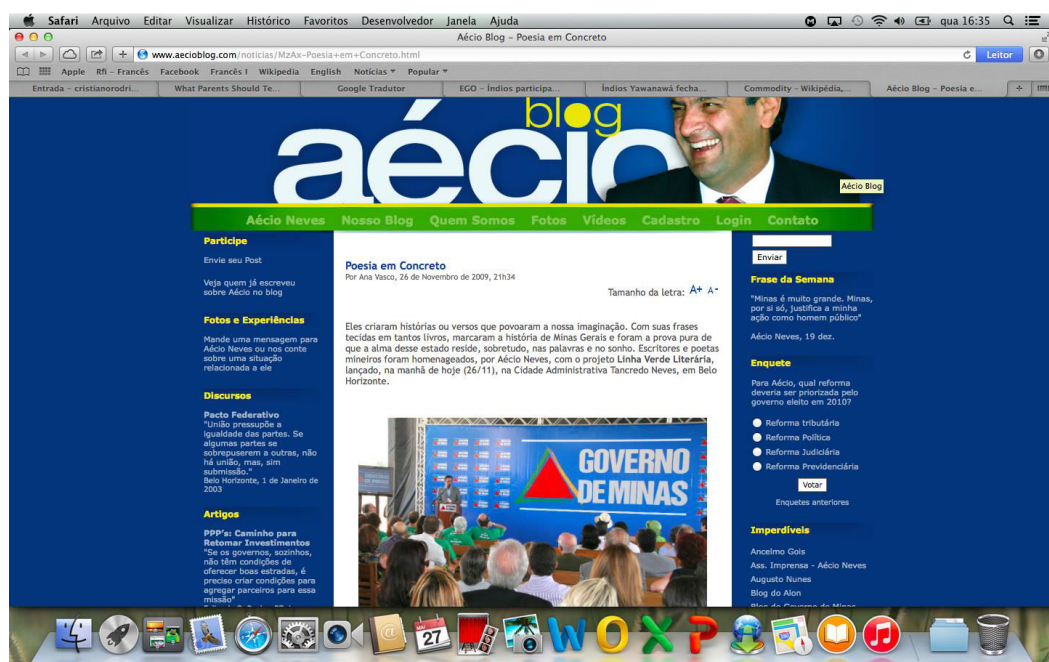 Safari Arquivo Editar Visualizar Histórico Favoritos Desenvolvedor Janela Ajuda qua 16:35
Aécio Blog – Poesia em Concreto
www.aecioblog.com/noticias/MzAx-Poesia+em+Concreto.html Leitor
Apple Rfi – Francês Facebook Francês I Wikipedia English Notícias Popular
Entrada – cristianorodri... What Parents Should Te... Google Tradutor EGO – Índios participa... Índios Yawanawá fecha... Commodity – Wikipédia,... Aécio Blog – Poesia e...
blog
aécio
Aécio Blog
Aécio Neves Nosso Blog Quem Somos Fotos Vídeos Cadastro Login Contato
Participe
Envie seu Post
Veja quem já escreveu
sobre Aécio no blog
Fotos e Experiências
Mande uma mensagem para
Aécio Neves ou nos conte
sobre uma situação
relacionada a ele
Discursos
Pacto Federativo
"União pressupõe a
igualdade das partes. Se
algumas partes se
sobrepuserem a outras, não
há união, mas, sim
submissão."
Belo Horizonte, 1 de Janeiro de
2003
Artigos
PPP's: Caminho para
Retomar Investimentos
"Se os governos, sozinhos,
não têm condições de
oferecer boas estradas, é
preciso criar condições para
agregar parceiros para essa
missão"
Poesia em Concreto
Por Ana Vasco, 26 de Novembro de 2009, 21h34
Tamanho da letra: A+ A-
Eles criaram histórias ou versos que povoaram a nossa imaginação. Com suas frases
tecidas em tantos livros, marcaram a história de Minas Gerais e foram a prova pura de
que a alma desse estado reside, sobretudo, nas palavras e no sonho. Escritores e poetas
mineiros foram homenageados, por Aécio Neves, com o projeto Linha Verde Literária,
lançado, na manhã de hoje (26/11), na Cidade Administrativa Tancredo Neves, em Belo
Horizonte.
GOVERNO
DE MINAS
Enviar
Frase da Semana
"Minas é muito grande. Minas,
por si só, justifica a minha
ação como homem público"
Aécio Neves, 19 dez.
Enquete
Para Aécio, qual reforma
deveria ser priorizada pelo
governo eleito em 2010?
Reforma tributária
Reforma Política
Reforma Judiciária
Reforma Previdenciária
Votar
Enquetes anteriores
Imperdíveis
Ancelmo Gois
Ass. Imprensa - Aécio Neves
Augusto Nunes
Blog do Alon
Blog do Governo de Minas
MAI
27